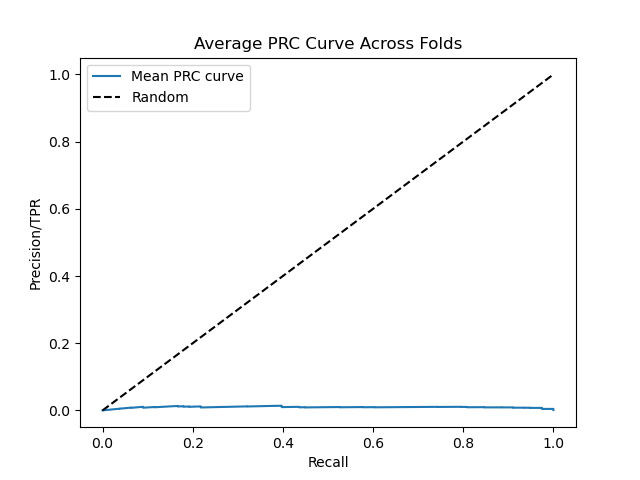 Average PRC Curve Across Folds
Mean PRC curve
Random
Precision/TPR
1.0
0.8
0.6
0.4
0.2
0.0
0.0 0.2 0.4 0.6 0.8 1.0
Recall